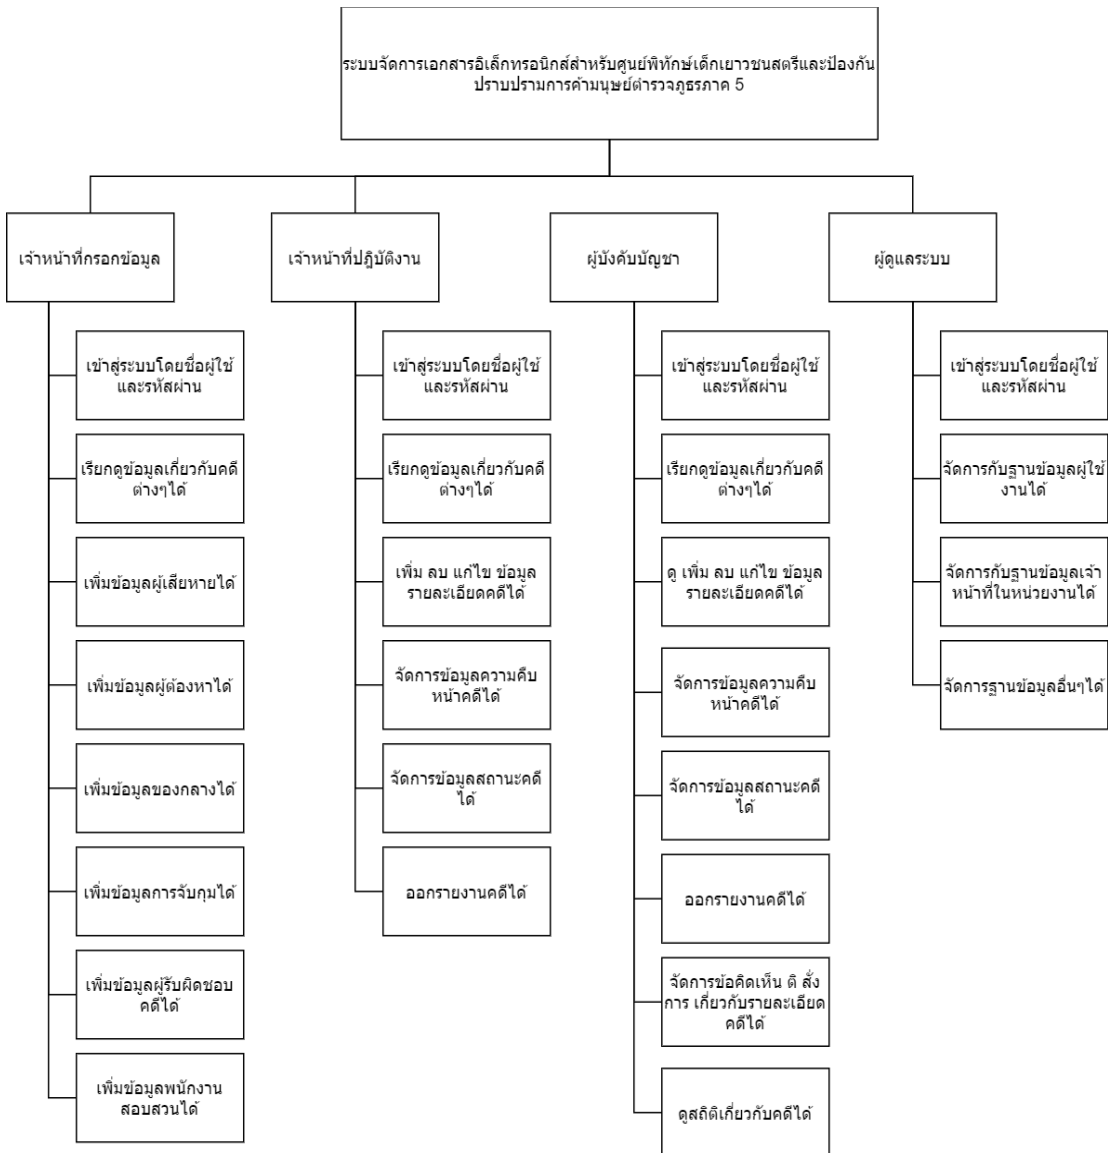 ระบบจัดการเอกสารอิเล็กทรอนิกส์สำหรับศูนย์พิทักษ์เด็กเยาวชนสตรีและป้องกัน
ปราบปรามการค้ามนุษย์ตำรวจภูธรภาค 5
เจ้าหน้าที่กรอกข้อมูล
เข้าสู่ระบบโดยชื่อผู้ใช้
และรหัสผ่าน
เรียกดูข้อมูลเกี่ยวกับคดี
ต่างๆได้
เพิ่มข้อมูลผู้เสียหายได้
เพิ่มข้อมูลผู้ต้องหาได้
เพิ่มข้อมูลของกลางได้
เพิ่มข้อมูลการจับกุมได้
เพิ่มข้อมูลผู้รับผิดชอบ
คดีได้
เพิ่มข้อมูลพนักงาน
สอบสวนได้
เจ้าหน้าที่ปฏิบัติงาน
เข้าสู่ระบบโดยชื่อผู้ใช้
และรหัสผ่าน
เรียกดูข้อมูลเกี่ยวกับคดี
ต่างๆได้
เพิ่ม ลบ แก้ไข ข้อมูล
รายละเอียดคดีได้
จัดการข้อมูลความคืบ
หน้าคดีได้
จัดการข้อมูลสถานะคดี
ได้
ออกรายงานคดีได้
ผู้บังคับบัญชา
เข้าสู่ระบบโดยชื่อผู้ใช้
และรหัสผ่าน
เรียกดูข้อมูลเกี่ยวกับคดี
ต่างๆได้
ดู เพิ่ม ลบ แก้ไข ข้อมูล
รายละเอียดคดีได้
จัดการข้อมูลความคืบ
หน้าคดีได้
จัดการข้อมูลสถานะคดี
ได้
ออกรายงานคดีได้
จัดการข้อคิดเห็น ติ สั่ง
การ เกี่ยวกับรายละเอียด
คดีได้
ดูสถิติเกี่ยวกับคดีได้
ผู้ดูแลระบบ
เข้าสู่ระบบโดยชื่อผู้ใช้
และรหัสผ่าน
จัดการกับฐานข้อมูลผู้ใช้
งานได้
จัดการกับฐานข้อมูลเจ้า
หน้าที่ในหน่วยงานได้
จัดการฐานข้อมูลอื่นๆได้